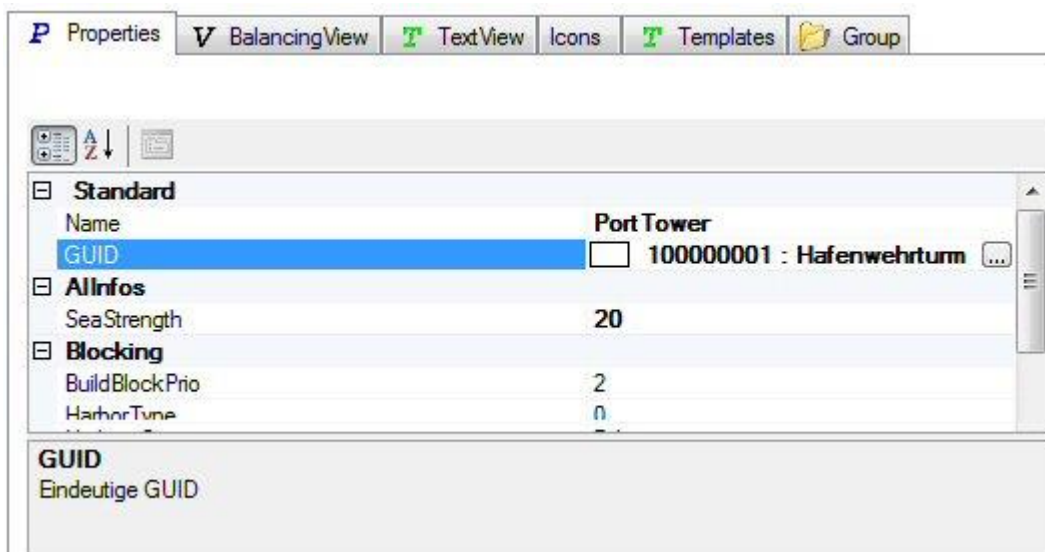 P Properties V BalancingView T TextView Icons T Templates Group
A Z
Standard
Name Port Tower
GUID 100000001 : Hafenwehrturm ...
AIInfos
SeaStrength 20
Blocking
BuildBlockPrio 2
HarborType 0
GUID
Eindeutige GUID